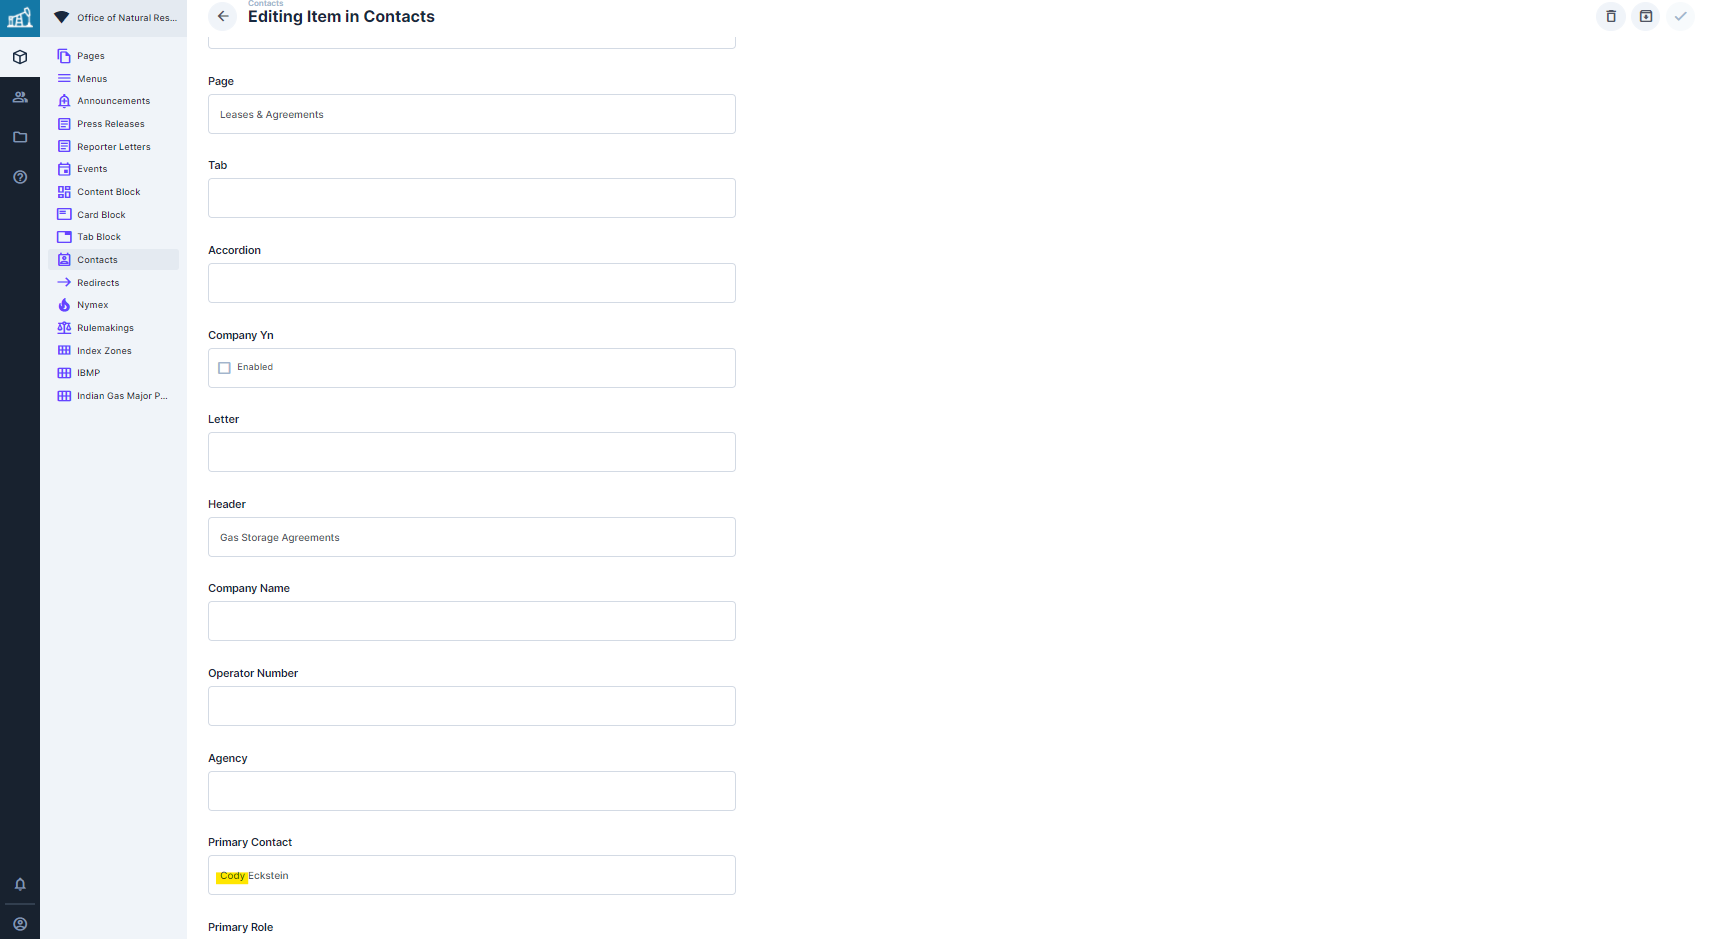 Office of Natural Res...
Pages
Menus
Announcements
Press Releases
Reporter Letters
Events
Content Block
Card Block
Tab Block
Contacts
Redirects
Nymex
Rulemakings
Index Zones
IBMP
Indian Gas Major P...
Contacts
Editing Item in Contacts
Page
Leases & Agreements
Tab
Accordion
Company Yn
Enabled
Letter
Header
Gas Storage Agreements
Company Name
Operator Number
Agency
Primary Contact
Cody Eckstein
Primary Role